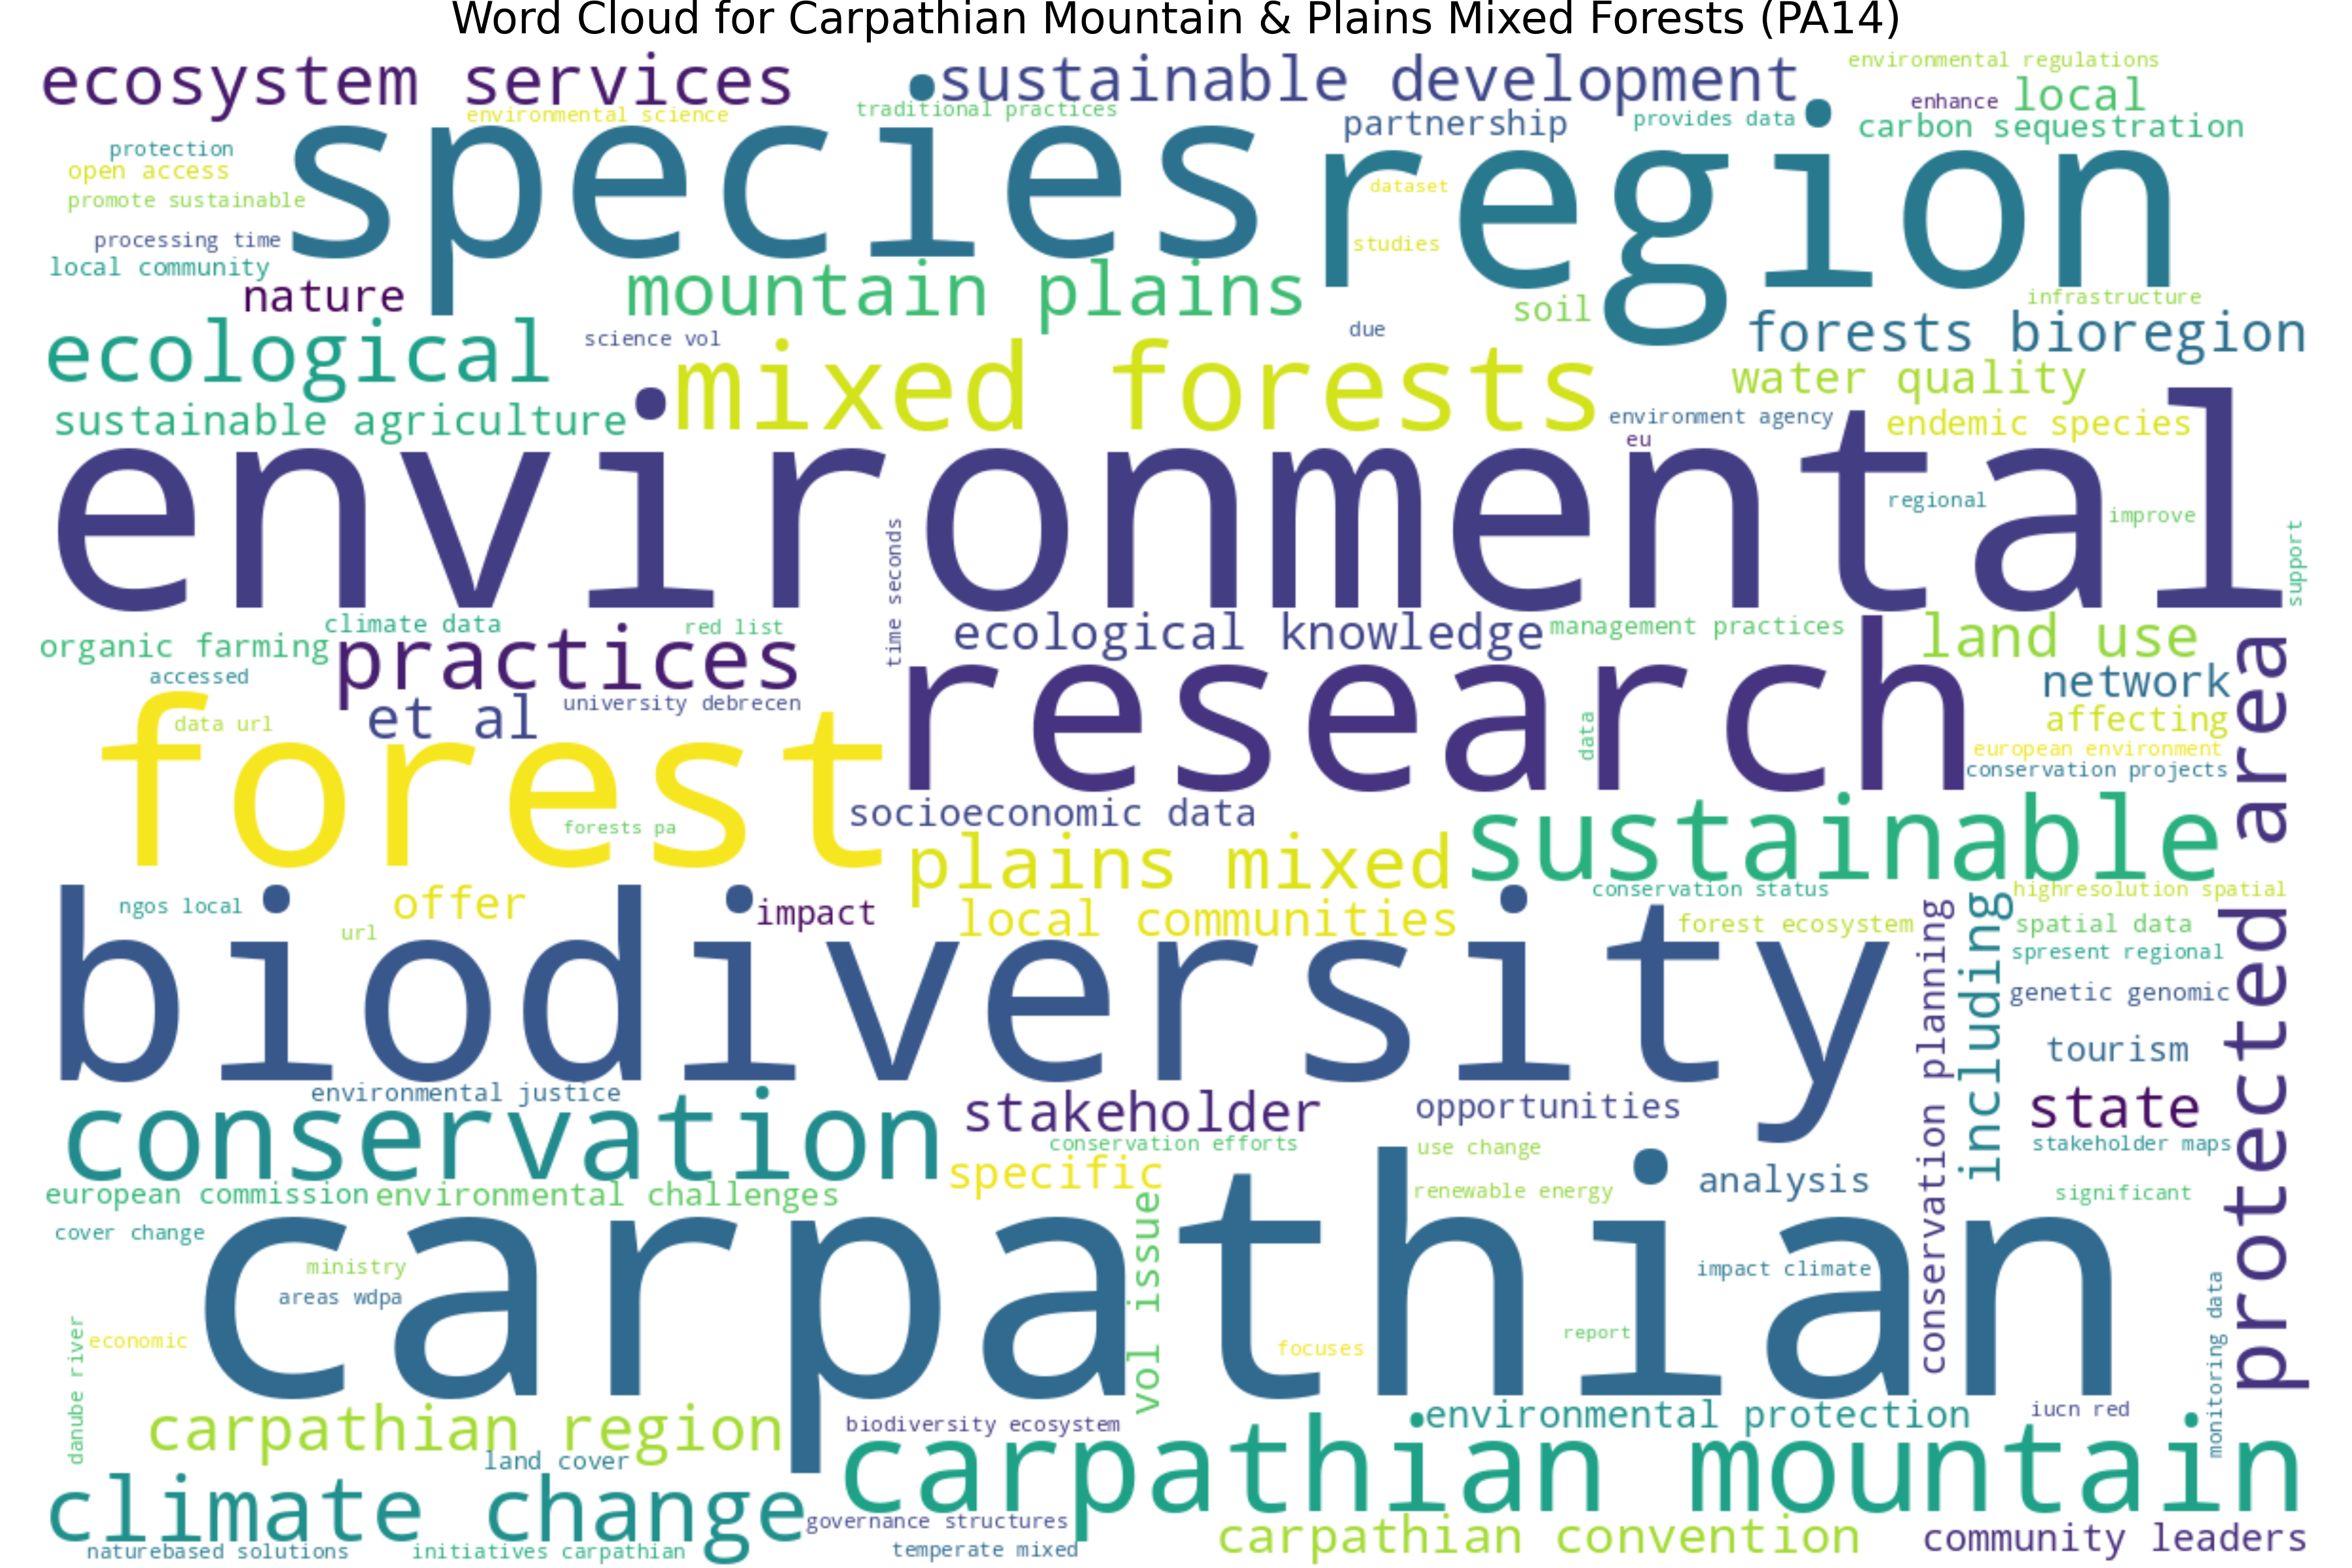 Word Cloud for Carpathian Mountain & Plains Mixed Forests (PA14)
ecosystem services
sustainable development
environmental regulations
local
enhance
environmental science
traditional practices
partnership
provides data
carbon sequestration
protection
open access
promote sustainable
species
region
dataset
studies
processing time
local community
nature
mountain plains
soil
infrastructure
forests bioregion
ecological
science vol
due
mixed forests
water quality
sustainable agriculture
environment agency
endemic species
eu
environmental
regional
improve
support
time seconds
organic farming
climate data
red list
practices
ecological knowledge
management practices
land use
accessed
network
research
area
et al
university debrecen
data url
data
affecting
european environment
conservation projects
forest
forests pa
socioeconomic data
sustainable
plains mixed
ngos local
offer
url
impact
local communities
conservation status
highresolution spatial
forest ecosystem
spatial data
spresent regional
genetic genomic
biodiversity
conservation planning
including
protected
tourism
environmental justice
conservation
stakeholder
opportunities
state
conservation efforts
use change
stakeholder maps
specific
analysis
european commission
environmental challenges
renewable energy
significant
cover change
carpathian
vol issue
ministry
areas wdpa
impact climate
economic
focuses
report
danube river
monitoring data
carpathian region
biodiversity ecosystem
environmental protection
iucn red
land cover
carpathian mountain
climate change
governance structures
carpathian convention
community leaders
naturebased solutions
initiatives carpathian
temperate mixed